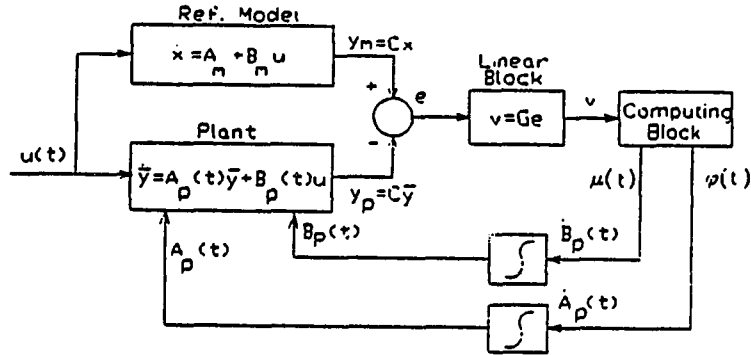 Ref. Model
ẋ = A_m + B_m u
y_m = Cx
+
-
e
Linear
Block
v = Ge
v
Computing
Block
u(t)
Plant
ȳ̇ = A_p(t)ȳ + B_p(t)u
y_p = Cȳ
μ(t)
φ(t)
A_p(t)
B_p(t)
∫
Ḃ_p(t)
∫
Ȧ_p(t)